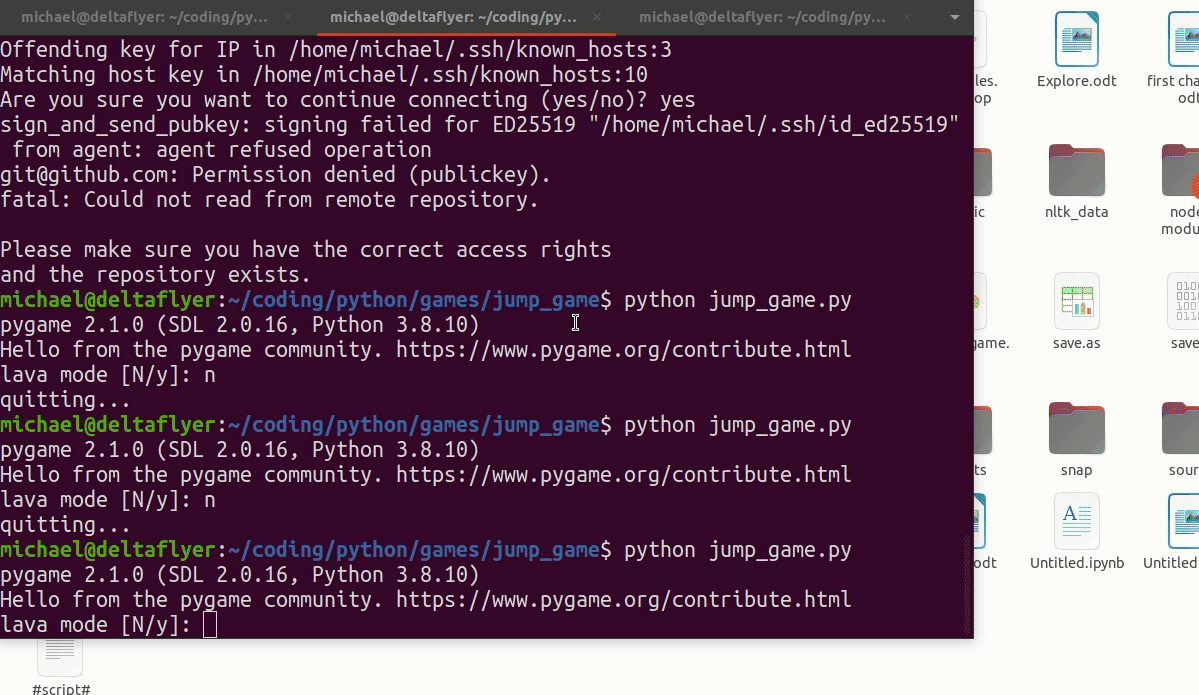 michael@deltaflyer: ~/coding/py...
michael@deltaflyer: ~/coding/py...
michael@deltaflyer: ~/coding/py...
Offending key for IP in /home/michael/.ssh/known_hosts:3
Matching host key in /home/michael/.ssh/known_hosts:10
Are you sure you want to continue connecting (yes/no)? yes
sign_and_send_pubkey: signing failed for ED25519 "/home/michael/.ssh/id_ed25519"
 from agent: agent refused operation
git@github.com: Permission denied (publickey).
fatal: Could not read from remote repository.

Please make sure you have the correct access rights
and the repository exists.
michael@deltaflyer:~/coding/python/games/jump_game$ python jump_game.py
pygame 2.1.0 (SDL 2.0.16, Python 3.8.10)
Hello from the pygame community. https://www.pygame.org/contribute.html
lava mode [N/y]: n
quitting...
michael@deltaflyer:~/coding/python/games/jump_game$ python jump_game.py
pygame 2.1.0 (SDL 2.0.16, Python 3.8.10)
Hello from the pygame community. https://www.pygame.org/contribute.html
lava mode [N/y]: n
quitting...
michael@deltaflyer:~/coding/python/games/jump_game$ python jump_game.py
pygame 2.1.0 (SDL 2.0.16, Python 3.8.10)
Hello from the pygame community. https://www.pygame.org/contribute.html
lava mode [N/y]:
les.
op
Explore.odt
first cha
odt
ic
nltk_data
node
modu
game.
save.as
save
ts
snap
sour
odt
Untitled.ipynb
Untitled
#script#